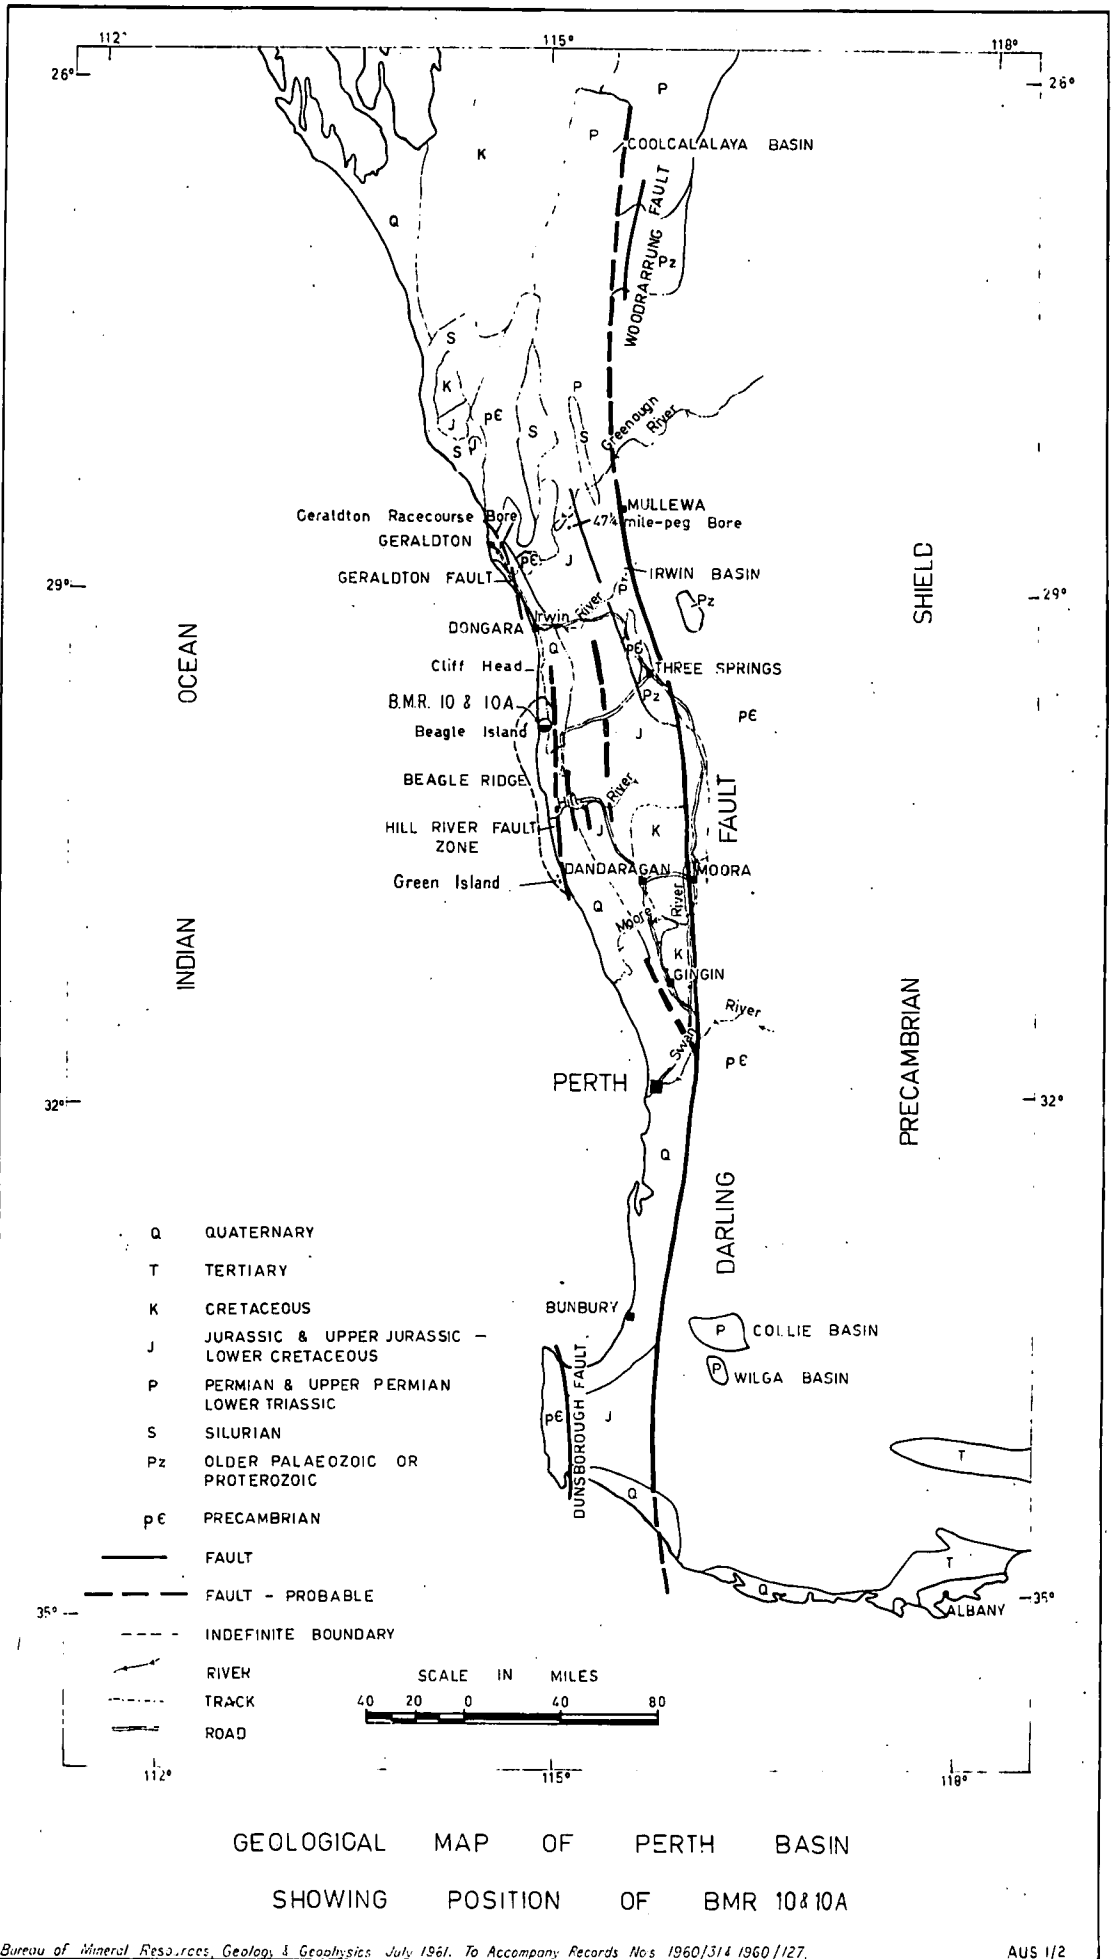 112° 115° 118°
26° 26°
P
P
COOLCALALAYA BASIN
K
WOODRARRUNG FAULT
Q
Pz
S
K
P
pЄ
J
S
S
J
S
Greenough
River
MULLEWA
Geraldton Racecourse Bore
47¼ mile-peg Bore
GERALDTON
pЄ
J
GERALDTON FAULT
P
IRWIN BASIN
29° 29°
Pz
SHIELD
Irwin River
DONGARA
Q
pЄ
OCEAN
Cliff Head
THREE SPRINGS
B.M.R. 10 & 10A
Pz
pЄ
Beagle Island
J
BEAGLE RIDGE
Hill River
FAULT
HILL RIVER FAULT
ZONE
J
K
DANDARAGAN
MOORA
Green Island
Q
Moore River
INDIAN
K
GINGIN
River
Swan
pЄ
PRECAMBRIAN
PERTH
32° 32°
Q
DARLING
Q QUATERNARY
T TERTIARY
K CRETACEOUS
J JURASSIC & UPPER JURASSIC –
LOWER CRETACEOUS
P PERMIAN & UPPER PERMIAN
LOWER TRIASSIC
S SILURIAN
Pz OLDER PALAEOZOIC OR
PROTEROZOIC
pЄ PRECAMBRIAN
FAULT
FAULT - PROBABLE
INDEFINITE BOUNDARY
RIVER
TRACK
ROAD
BUNBURY
P COLLIE BASIN
P WILGA BASIN
DUNSBOROUGH FAULT
pЄ
J
T
Q
T
Q
ALBANY
35° 35°
SCALE IN MILES
40 20 0 40 80
112° 115° 118°
GEOLOGICAL MAP OF PERTH BASIN
SHOWING POSITION OF BMR 10&10A
Bureau of Mineral Resources, Geology & Geophysics July 1961. To Accompany Records Nos 1960/31& 1960/127.
AUS 1/2